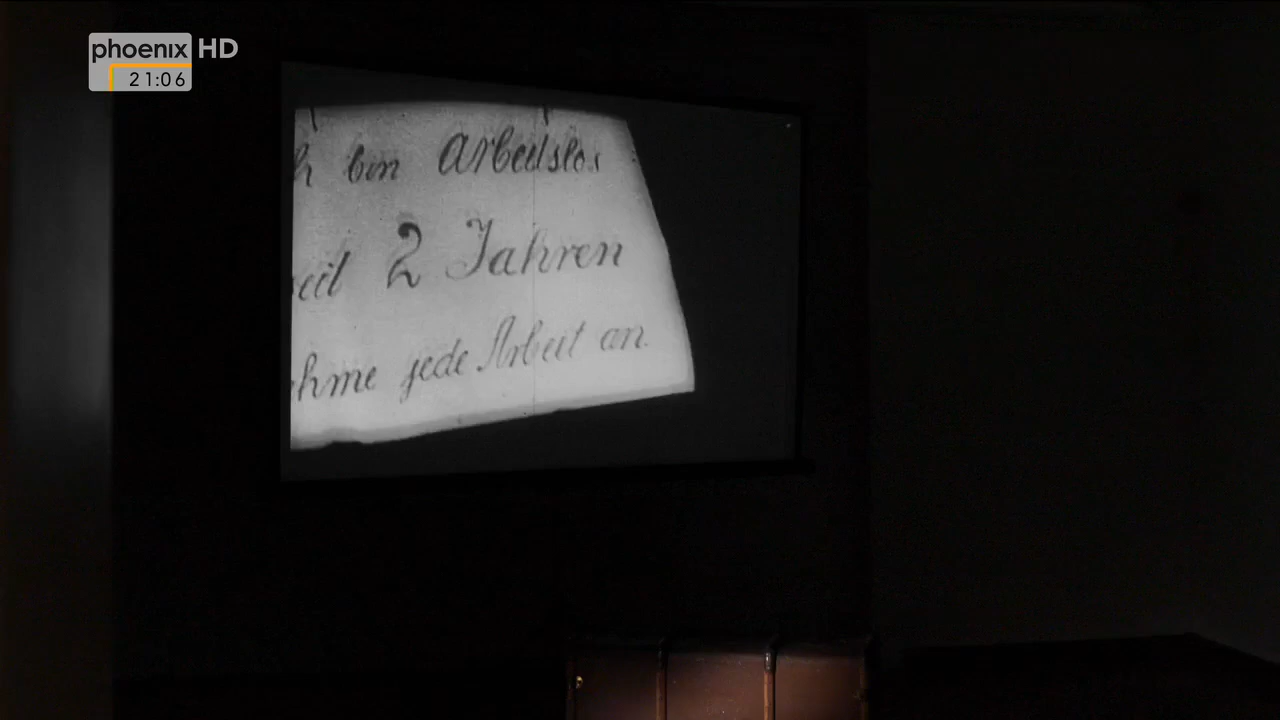 phoenix HD
21:06
h bin Arbeitslos
eit 2 Jahren
hme jede Arbeit an.